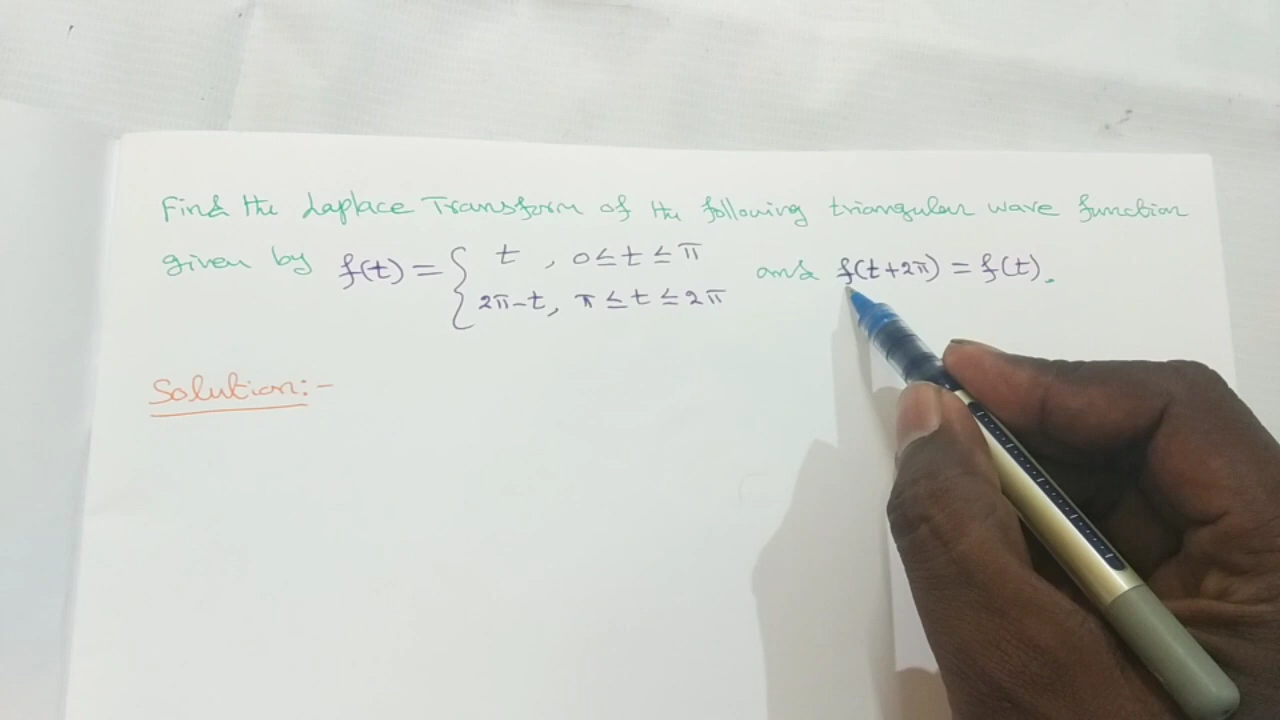 Find the Laplace Transform of the following triangular wave function
given by f(t) = { t , 0 ≤ t ≤ π and f(t+2π) = f(t).
2π-t, π ≤ t ≤ 2π
Solution:-